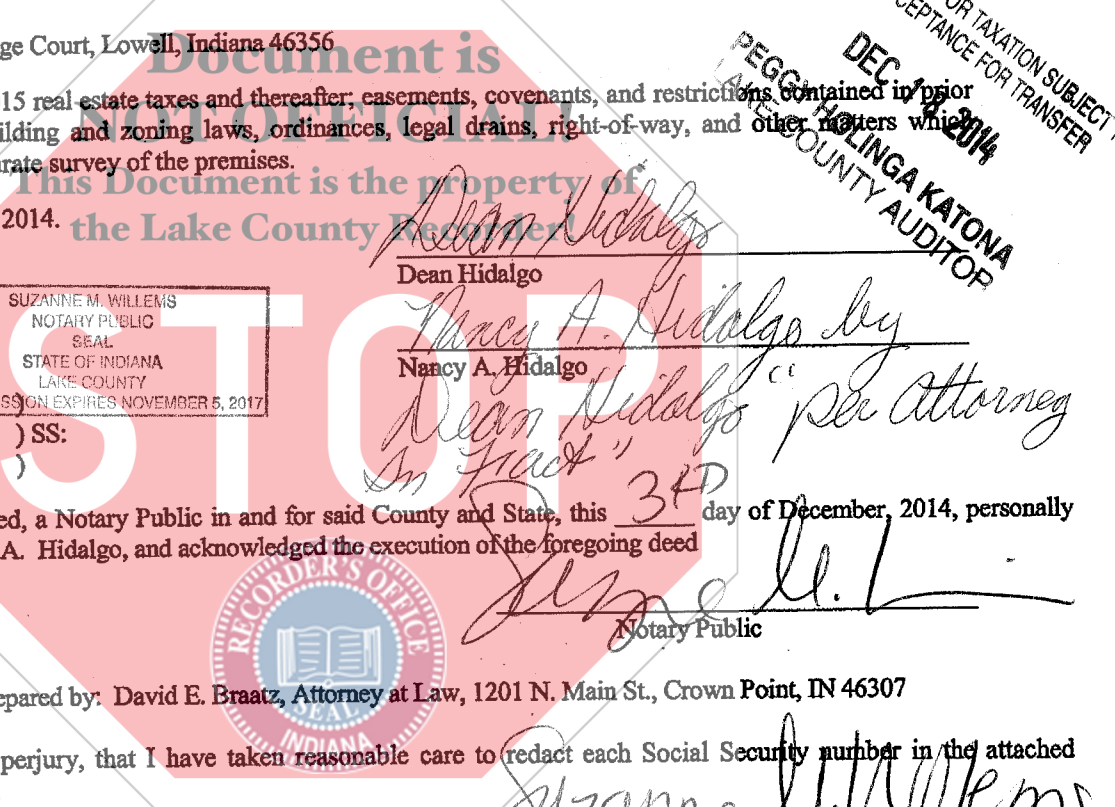 OR TAXATION SUBJECT
CEPTANCE FOR TRANSFER
DEC 18 2014
PEGGY HOLINGA KATONA
LAKE COUNTY AUDITOR
ge Court, Lowell, Indiana 46356
Document is
NOT OFFICIAL!
This Document is the property of
the Lake County Recorder!
STOP
15 real estate taxes and thereafter; easements, covenants, and restrictions contained in prior
ilding and zoning laws, ordinances, legal drains, right-of-way, and other matters which
rate survey of the premises.
2014.
Dean Hidalgo
Dean Hidalgo
SUZANNE M. WILLEMS
NOTARY PUBLIC
SEAL
STATE OF INDIANA
LAKE COUNTY
SSION EXPIRES NOVEMBER 5, 2017
Nancy A. Hidalgo by
Nancy A. Hidalgo
Dean Hidalgo "per Attorney
In Fact"
)
) SS:
)
ed, a Notary Public in and for said County and State, this 3RD day of December, 2014, personally
A. Hidalgo, and acknowledged the execution of the foregoing deed
Notary Public
RECORDER'S OFFICE
SEAL
INDIANA
epared by: David E. Braatz, Attorney at Law, 1201 N. Main St., Crown Point, IN 46307
perjury, that I have taken reasonable care to redact each Social Security number in the attached